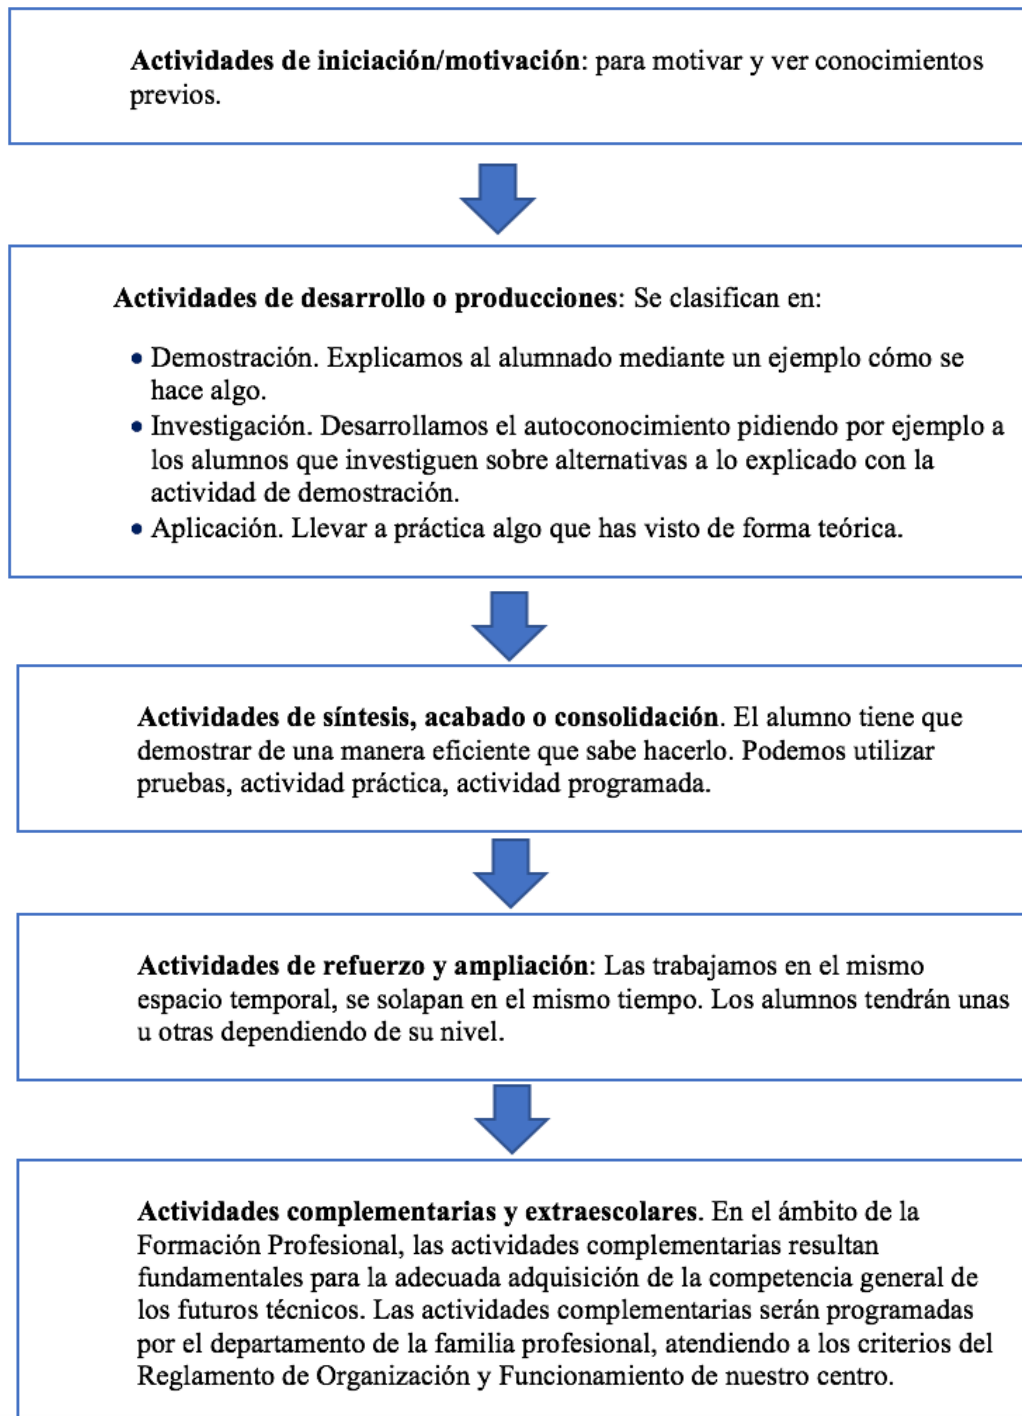 Actividades de iniciación/motivación: para motivar y ver conocimientos
previos.
Actividades de desarrollo o producciones: Se clasifican en:
• Demostración. Explicamos al alumnado mediante un ejemplo cómo se
hace algo.
• Investigación. Desarrollamos el autoconocimiento pidiendo por ejemplo a
los alumnos que investiguen sobre alternativas a lo explicado con la
actividad de demostración.
• Aplicación. Llevar a práctica algo que has visto de forma teórica.
Actividades de síntesis, acabado o consolidación. El alumno tiene que
demostrar de una manera eficiente que sabe hacerlo. Podemos utilizar
pruebas, actividad práctica, actividad programada.
Actividades de refuerzo y ampliación: Las trabajamos en el mismo
espacio temporal, se solapan en el mismo tiempo. Los alumnos tendrán unas
u otras dependiendo de su nivel.
Actividades complementarias y extraescolares. En el ámbito de la
Formación Profesional, las actividades complementarias resultan
fundamentales para la adecuada adquisición de la competencia general de
los futuros técnicos. Las actividades complementarias serán programadas
por el departamento de la familia profesional, atendiendo a los criterios del
Reglamento de Organización y Funcionamiento de nuestro centro.